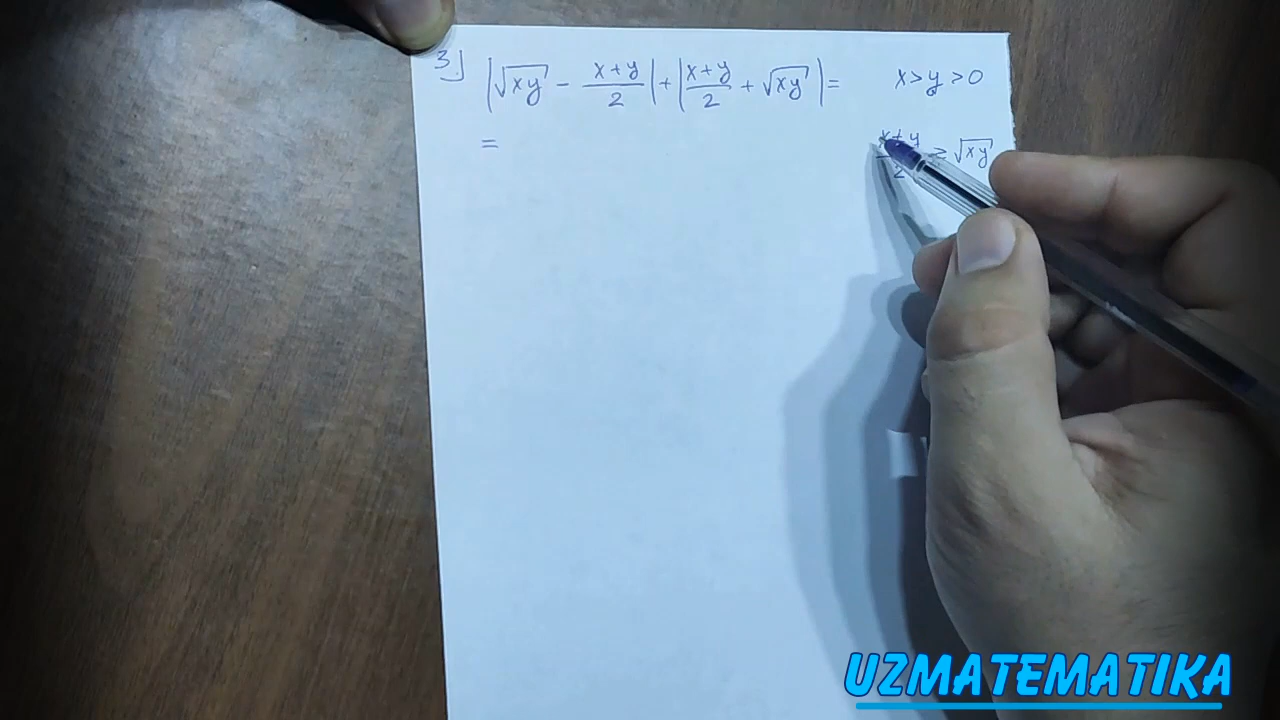 3.) |√xy − (x+y)/2| + |(x+y)/2 + √xy| =
x > y > 0
=
(x+y)/2 ≥ √xy
UZMATEMATIKA